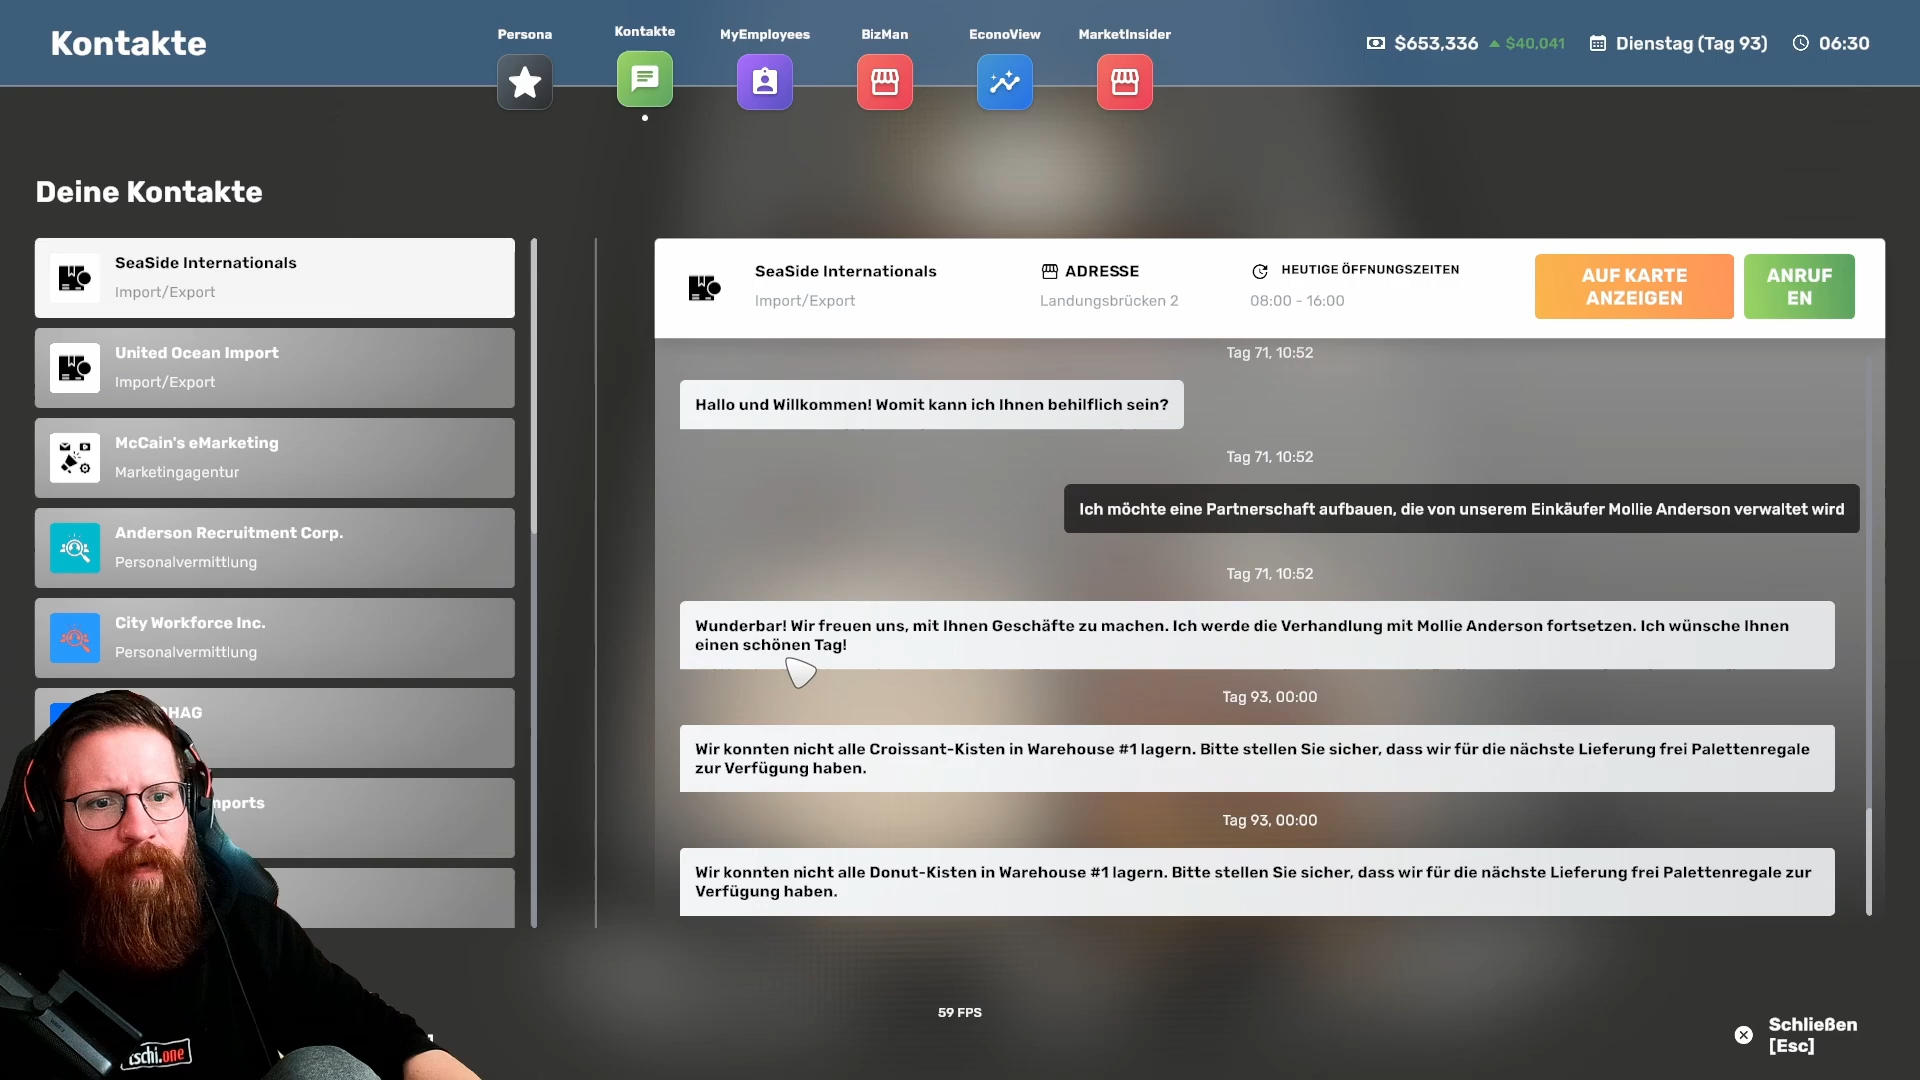 Kontakte
Persona
Kontakte
MyEmployees
BizMan
EconoView
MarketInsider
$653,336
$40,041
Dienstag (Tag 93)
06:30
Deine Kontakte
SeaSide Internationals
Import/Export
United Ocean Import
Import/Export
McCain's eMarketing
Marketingagentur
Anderson Recruitment Corp.
Personalvermittlung
City Workforce Inc.
Personalvermittlung
SeaSide Internationals
Import/Export
ADRESSE
Landungsbrücken 2
HEUTIGE ÖFFNUNGSZEITEN
08:00 - 16:00
AUF KARTE
ANZEIGEN
ANRUF
EN
Tag 71, 10:52
Hallo und Willkommen! Womit kann ich Ihnen behilflich sein?
Tag 71, 10:52
Ich möchte eine Partnerschaft aufbauen, die von unserem Einkäufer Mollie Anderson verwaltet wird
Tag 71, 10:52
Wunderbar! Wir freuen uns, mit Ihnen Geschäfte zu machen. Ich werde die Verhandlung mit Mollie Anderson fortsetzen. Ich wünsche Ihnen
einen schönen Tag!
Tag 93, 00:00
Wir konnten nicht alle Croissant-Kisten in Warehouse #1 lagern. Bitte stellen Sie sicher, dass wir für die nächste Lieferung frei Palettenregale
zur Verfügung haben.
Tag 93, 00:00
Wir konnten nicht alle Donut-Kisten in Warehouse #1 lagern. Bitte stellen Sie sicher, dass wir für die nächste Lieferung frei Palettenregale zur
Verfügung haben.
59 FPS
Schließen
[Esc]